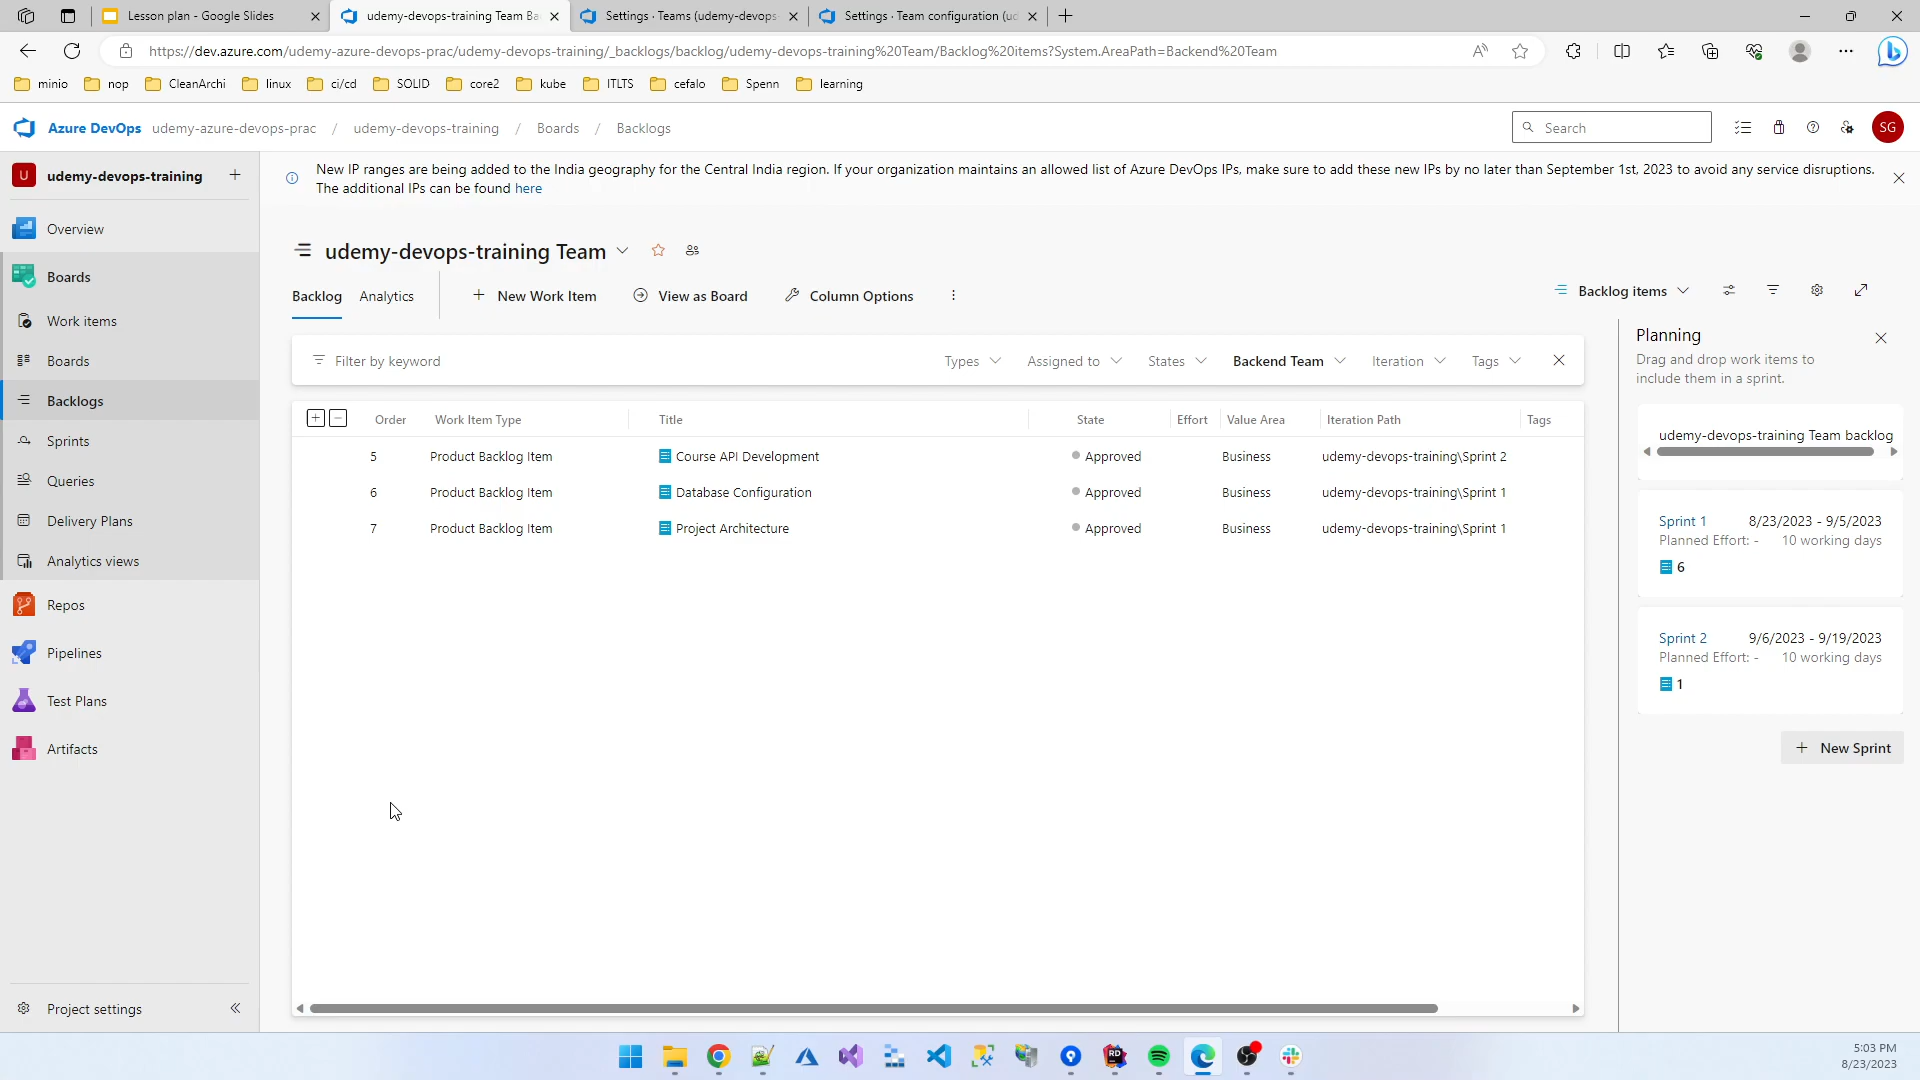 Lesson plan - Google Slides
udemy-devops-training Team Ba
Settings · Teams (udemy-devops-
Settings · Team configuration (ud
https://dev.azure.com/udemy-azure-devops-prac/udemy-devops-training/_backlogs/backlog/udemy-devops-training%20Team/Backlog%20items?System.AreaPath=Backend%20Team
minio
nop
CleanArchi
linux
ci/cd
SOLID
core2
kube
ITLTS
cefalo
Spenn
learning
Azure DevOps
udemy-azure-devops-prac / udemy-devops-training / Boards / Backlogs
Search
SG
U
udemy-devops-training
New IP ranges are being added to the India geography for the Central India region. If your organization maintains an allowed list of Azure DevOps IPs, make sure to add these new IPs by no later than September 1st, 2023 to avoid any service disruptions.
The additional IPs can be found here
Overview
Boards
Work items
Boards
Backlogs
Sprints
Queries
Delivery Plans
Analytics views
Repos
Pipelines
Test Plans
Artifacts
Project settings
udemy-devops-training Team
Backlog Analytics
New Work Item
View as Board
Column Options
Backlog items
Filter by keyword
Types
Assigned to
States
Backend Team
Iteration
Tags
Order Work Item Type Title State Effort Value Area Iteration Path Tags
5 Product Backlog Item Course API Development Approved Business udemy-devops-training\Sprint 2
6 Product Backlog Item Database Configuration Approved Business udemy-devops-training\Sprint 1
7 Product Backlog Item Project Architecture Approved Business udemy-devops-training\Sprint 1
Planning
Drag and drop work items to
include them in a sprint.
udemy-devops-training Team backlog
Sprint 1 8/23/2023 - 9/5/2023
Planned Effort: - 10 working days
6
Sprint 2 9/6/2023 - 9/19/2023
Planned Effort: - 10 working days
1
New Sprint
RD
5:03 PM
8/23/2023